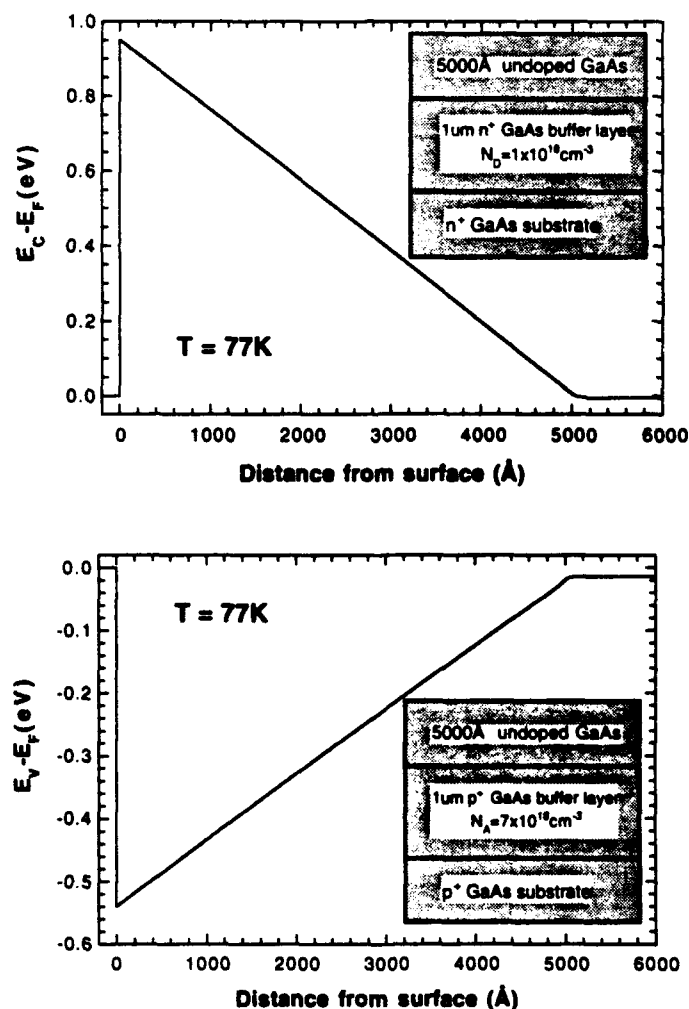 1.0
0.8
0.6
0.4
0.2
0.0
E_C-E_F(eV)
5000Å undoped GaAs
1um n⁺ GaAs buffer layer
N_D=1x10¹⁸cm⁻³
n⁺ GaAs substrate
T = 77K
0 1000 2000 3000 4000 5000 6000
Distance from surface (Å)
0.0
-0.1
-0.2
-0.3
-0.4
-0.5
-0.6
E_V-E_F(eV)
T = 77K
5000Å undoped GaAs
1um p⁺ GaAs buffer layer
N_A=7x10¹⁸cm⁻³
p⁺ GaAs substrate
0 1000 2000 3000 4000 5000 6000
Distance from surface (Å)